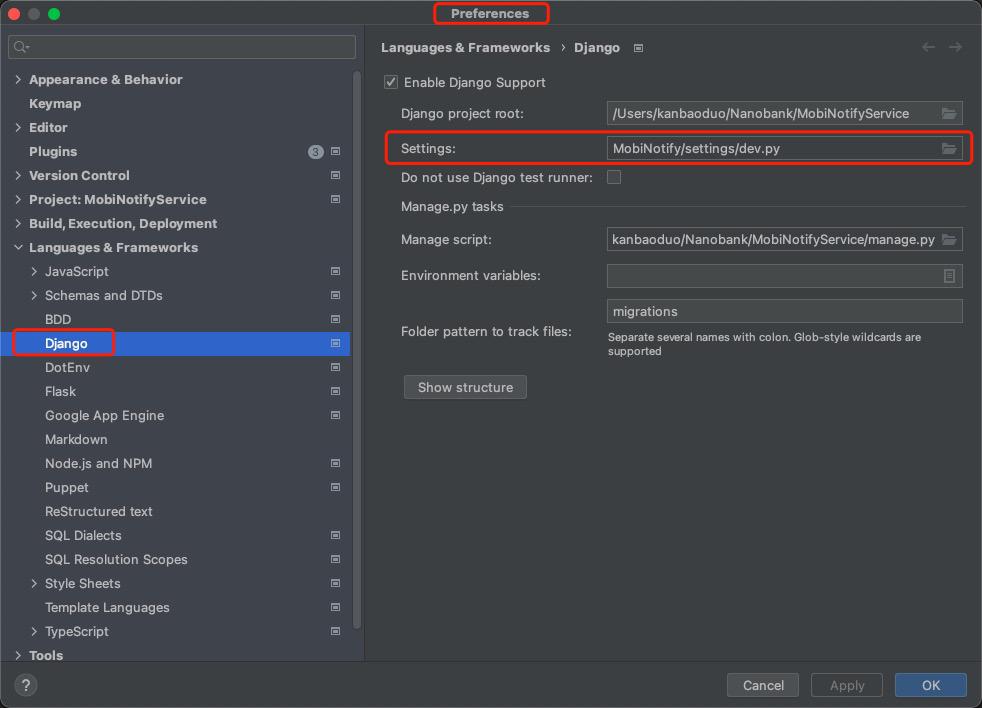 Preferences
Appearance & Behavior
Keymap
Editor
Plugins 3
Version Control
Project: MobiNotifyService
Build, Execution, Deployment
Languages & Frameworks
JavaScript
Schemas and DTDs
BDD
Django
DotEnv
Flask
Google App Engine
Markdown
Node.js and NPM
Puppet
ReStructured text
SQL Dialects
SQL Resolution Scopes
Style Sheets
Template Languages
TypeScript
Tools
Languages & Frameworks › Django
Enable Django Support
Django project root: /Users/kanbaoduo/Nanobank/MobiNotifyService
Settings: MobiNotify/settings/dev.py
Do not use Django test runner:
Manage.py tasks
Manage script: kanbaoduo/Nanobank/MobiNotifyService/manage.py
Environment variables:
Folder pattern to track files: migrations
Separate several names with colon. Glob-style wildcards are
supported
Show structure
? Cancel Apply OK